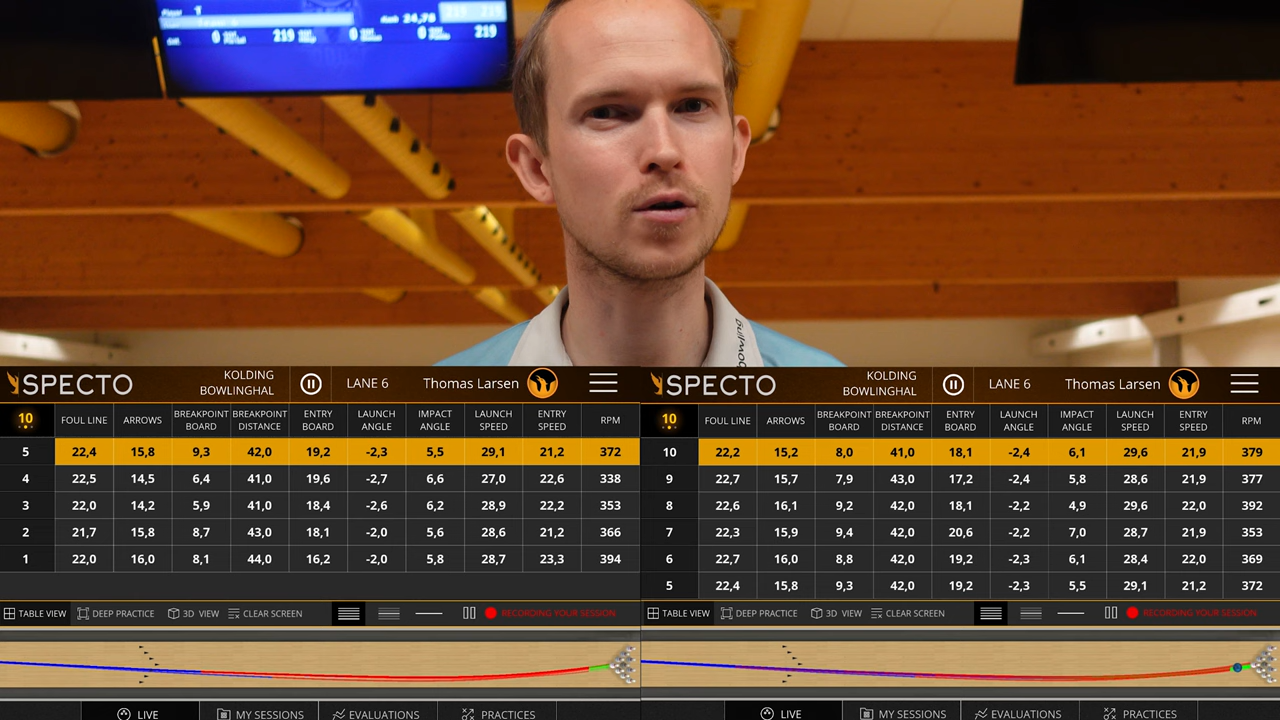 Player
24,78
219 229
0
219
0
0
219
SPECTO
KOLDING
BOWLINGHAL
LANE 6
Thomas Larsen
10
FOUL LINE ARROWS BREAKPOINT BOARD BREAKPOINT DISTANCE ENTRY BOARD LAUNCH ANGLE IMPACT ANGLE LAUNCH SPEED ENTRY SPEED RPM
5 22,4 15,8 9,3 42,0 19,2 -2,3 5,5 29,1 21,2 372
4 22,5 14,5 6,4 41,0 19,6 -2,7 6,6 27,0 22,6 338
3 22,0 14,2 5,9 41,0 18,4 -2,6 6,2 28,9 22,2 353
2 21,7 15,8 8,7 43,0 18,1 -2,0 5,6 28,6 21,2 366
1 22,0 16,0 8,1 44,0 16,2 -2,0 5,8 28,7 23,3 394
TABLE VIEW DEEP PRACTICE 3D VIEW CLEAR SCREEN RECORDING YOUR SESSION
LIVE MY SESSIONS EVALUATIONS PRACTICES
SPECTO
KOLDING
BOWLINGHAL
LANE 6
Thomas Larsen
10
FOUL LINE ARROWS BREAKPOINT BOARD BREAKPOINT DISTANCE ENTRY BOARD LAUNCH ANGLE IMPACT ANGLE LAUNCH SPEED ENTRY SPEED RPM
10 22,2 15,2 8,0 41,0 18,1 -2,4 6,1 29,6 21,9 379
9 22,7 15,7 7,9 43,0 17,2 -2,4 5,8 28,6 21,9 377
8 22,6 16,1 9,2 42,0 18,1 -2,2 4,9 29,6 22,0 392
7 22,3 15,9 9,4 42,0 20,6 -2,2 7,0 28,7 21,9 353
6 22,7 16,0 8,8 42,0 19,2 -2,3 6,1 28,4 22,0 369
5 22,4 15,8 9,3 42,0 19,2 -2,3 5,5 29,1 21,2 372
TABLE VIEW DEEP PRACTICE 3D VIEW CLEAR SCREEN RECORDING YOUR SESSION
LIVE MY SESSIONS EVALUATIONS PRACTICES